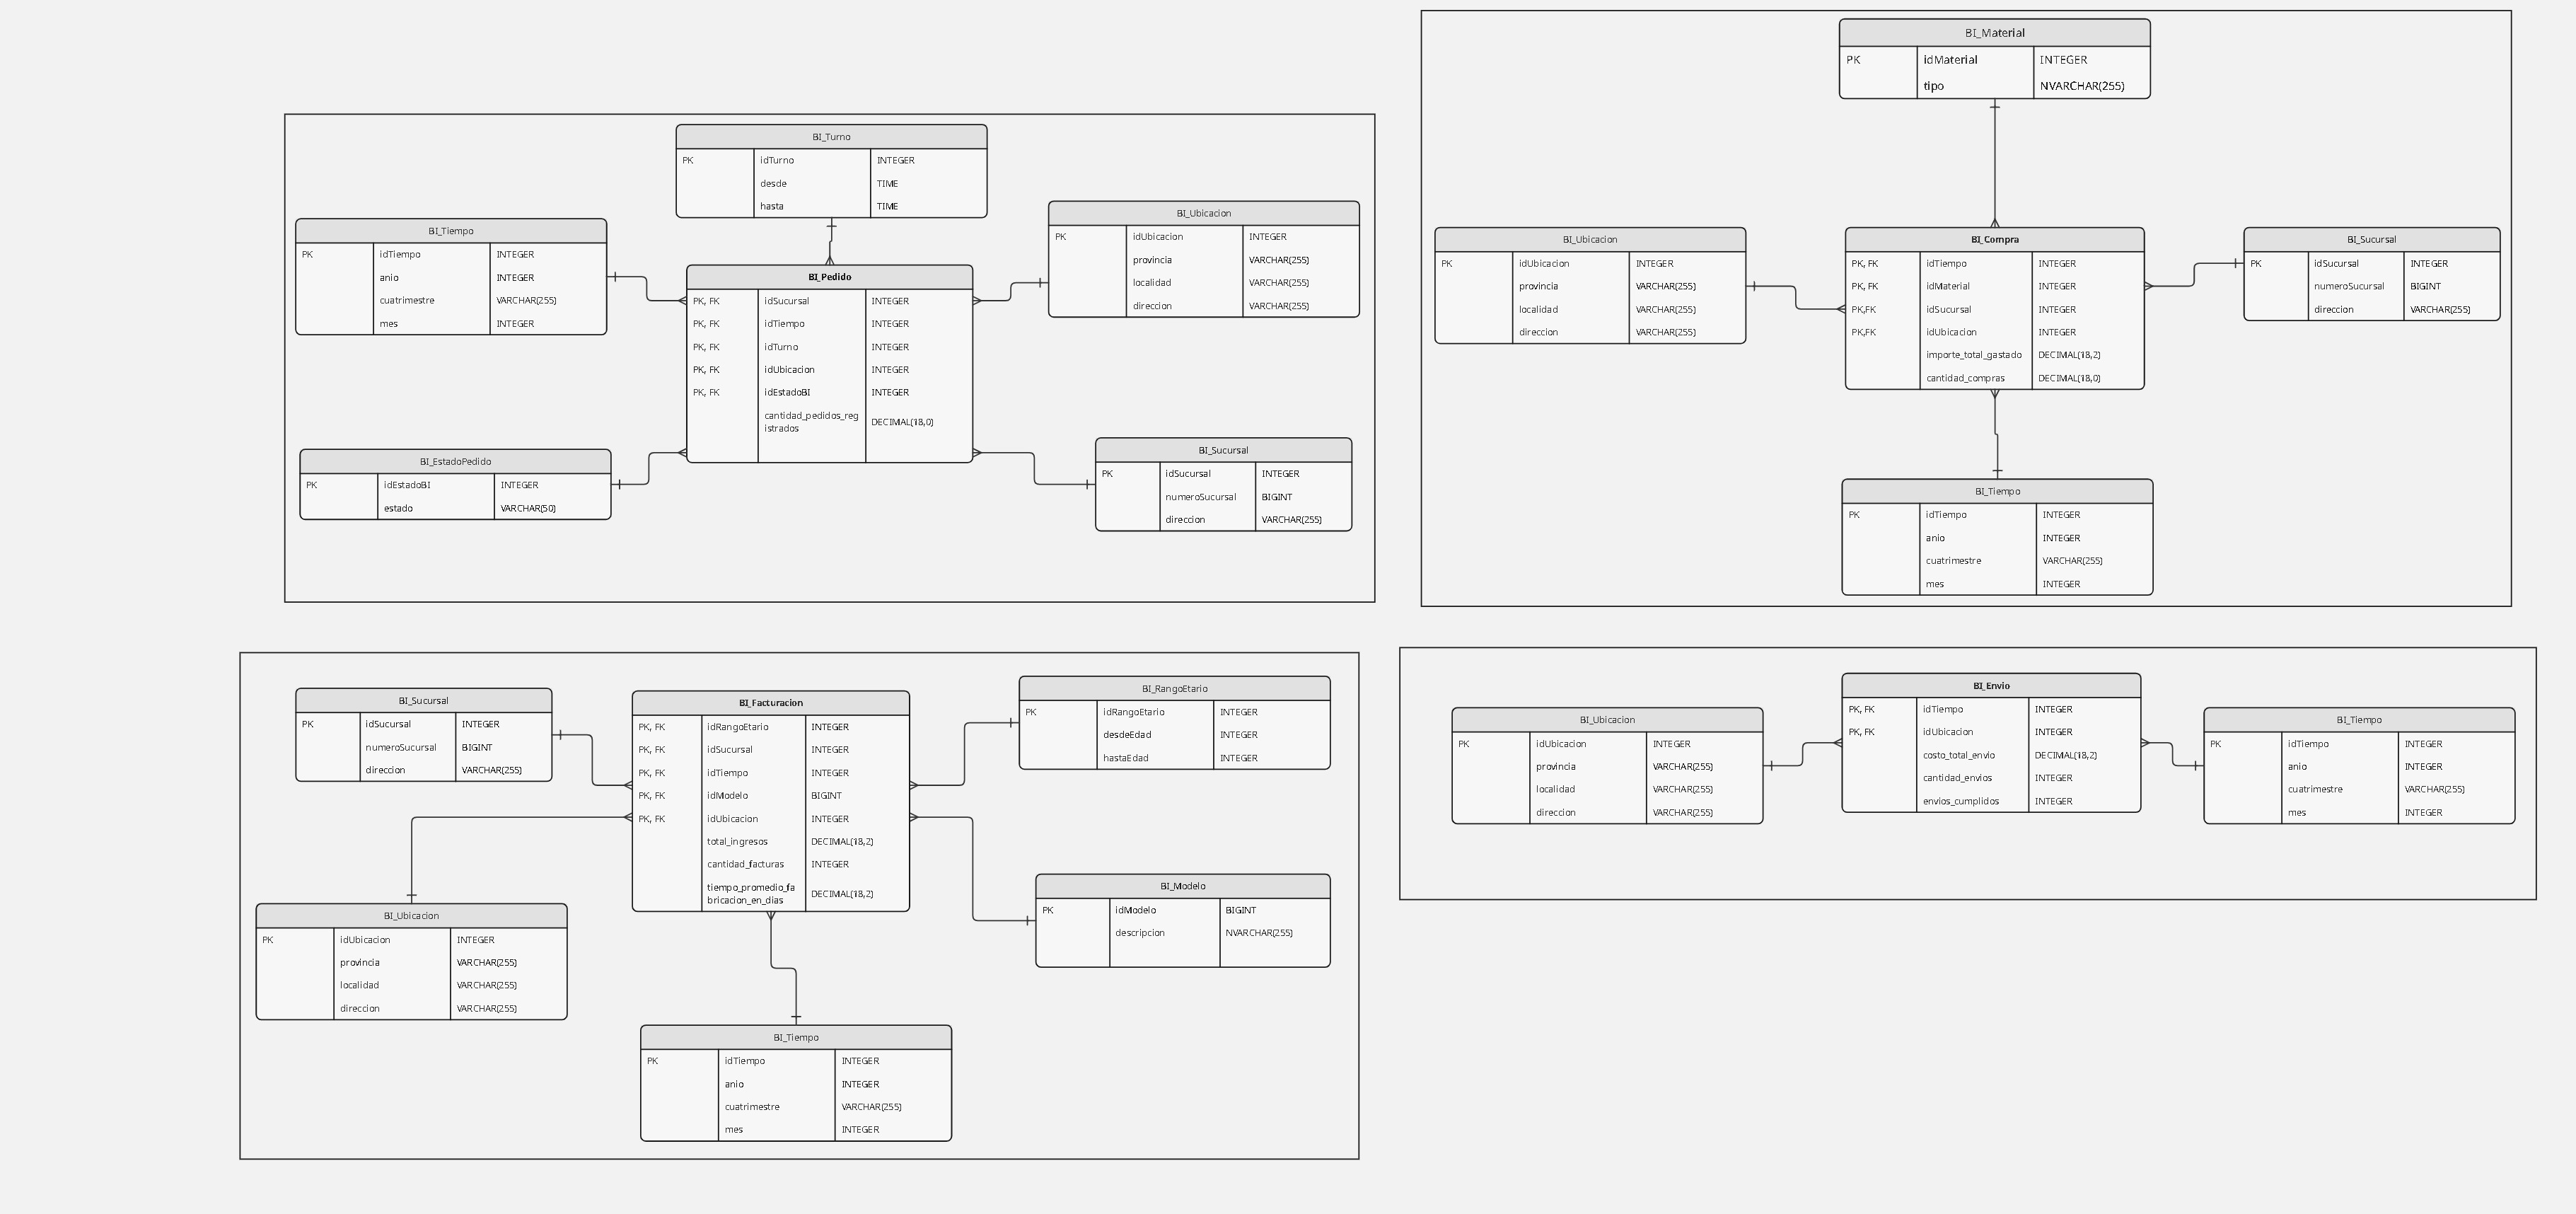 BI_Turno
PK idTurno INTEGER
desde TIME
hasta TIME
BI_Tiempo
PK idTiempo INTEGER
anio INTEGER
cuatrimestre VARCHAR(255)
mes INTEGER
BI_Pedido
PK, FK idSucursal INTEGER
PK, FK idTiempo INTEGER
PK, FK idTurno INTEGER
PK, FK idUbicacion INTEGER
PK, FK idEstadoBI INTEGER
cantidad_pedidos_reg
istrados DECIMAL(18,0)
BI_Ubicacion
PK idUbicacion INTEGER
provincia VARCHAR(255)
localidad VARCHAR(255)
direccion VARCHAR(255)
BI_EstadoPedido
PK idEstadoBI INTEGER
estado VARCHAR(50)
BI_Sucursal
PK idSucursal INTEGER
numeroSucursal BIGINT
direccion VARCHAR(255)
BI_Material
PK idMaterial INTEGER
tipo NVARCHAR(255)
BI_Ubicacion
PK idUbicacion INTEGER
provincia VARCHAR(255)
localidad VARCHAR(255)
direccion VARCHAR(255)
BI_Compra
PK, FK idTiempo INTEGER
PK, FK idMaterial INTEGER
PK,FK idSucursal INTEGER
PK,FK idUbicacion INTEGER
importe_total_gastado DECIMAL(18,2)
cantidad_compras DECIMAL(18,0)
BI_Sucursal
PK idSucursal INTEGER
numeroSucursal BIGINT
direccion VARCHAR(255)
BI_Tiempo
PK idTiempo INTEGER
anio INTEGER
cuatrimestre VARCHAR(255)
mes INTEGER
BI_Sucursal
PK idSucursal INTEGER
numeroSucursal BIGINT
direccion VARCHAR(255)
BI_Facturacion
PK, FK idRangoEtario INTEGER
PK, FK idSucursal INTEGER
PK, FK idTiempo INTEGER
PK, FK idModelo BIGINT
PK, FK idUbicacion INTEGER
total_ingresos DECIMAL(18,2)
cantidad_facturas INTEGER
tiempo_promedio_fa
bricacion_en_dias DECIMAL(18,2)
BI_RangoEtario
PK idRangoEtario INTEGER
desdeEdad INTEGER
hastaEdad INTEGER
BI_Modelo
PK idModelo BIGINT
descripcion NVARCHAR(255)
BI_Ubicacion
PK idUbicacion INTEGER
provincia VARCHAR(255)
localidad VARCHAR(255)
direccion VARCHAR(255)
BI_Tiempo
PK idTiempo INTEGER
anio INTEGER
cuatrimestre VARCHAR(255)
mes INTEGER
BI_Ubicacion
PK idUbicacion INTEGER
provincia VARCHAR(255)
localidad VARCHAR(255)
direccion VARCHAR(255)
BI_Envio
PK, FK idTiempo INTEGER
PK, FK idUbicacion INTEGER
costo_total_envio DECIMAL(18,2)
cantidad_envios INTEGER
envios_cumplidos INTEGER
BI_Tiempo
PK idTiempo INTEGER
anio INTEGER
cuatrimestre VARCHAR(255)
mes INTEGER